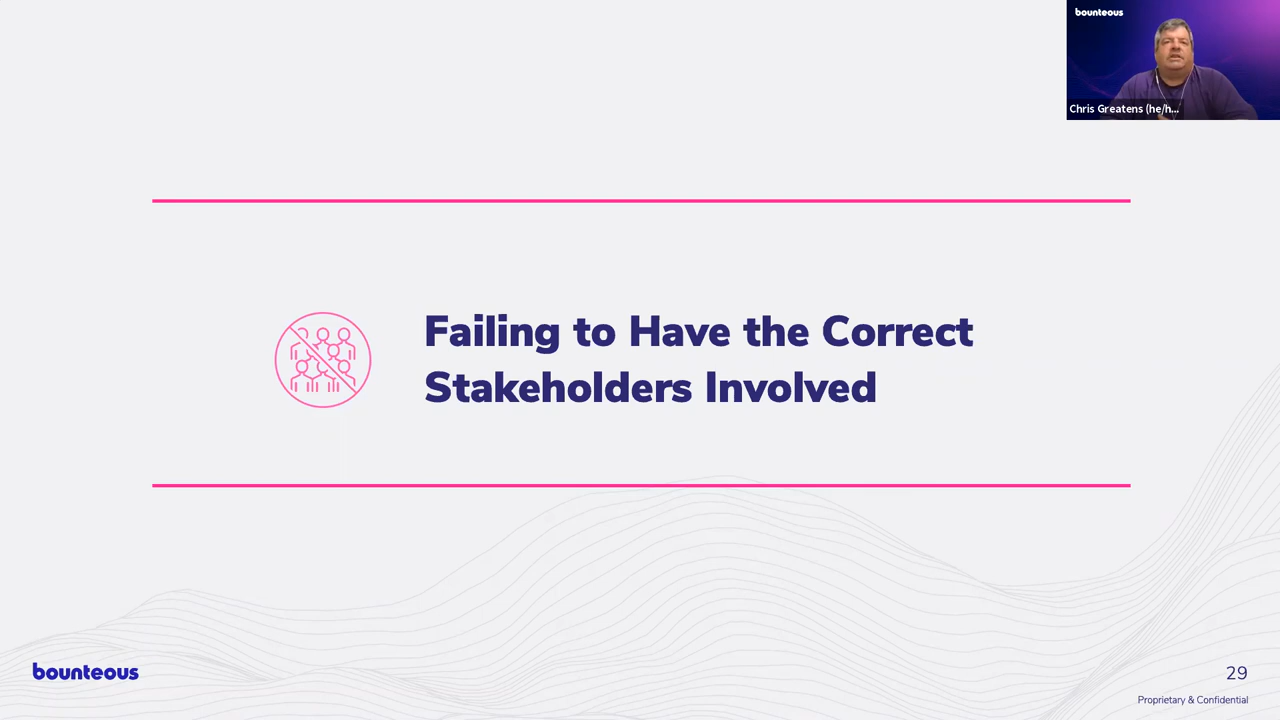 bounteous
Chris Greatens (he/h...
Failing to Have the Correct
Stakeholders Involved
bounteous
29
Proprietary & Confidential